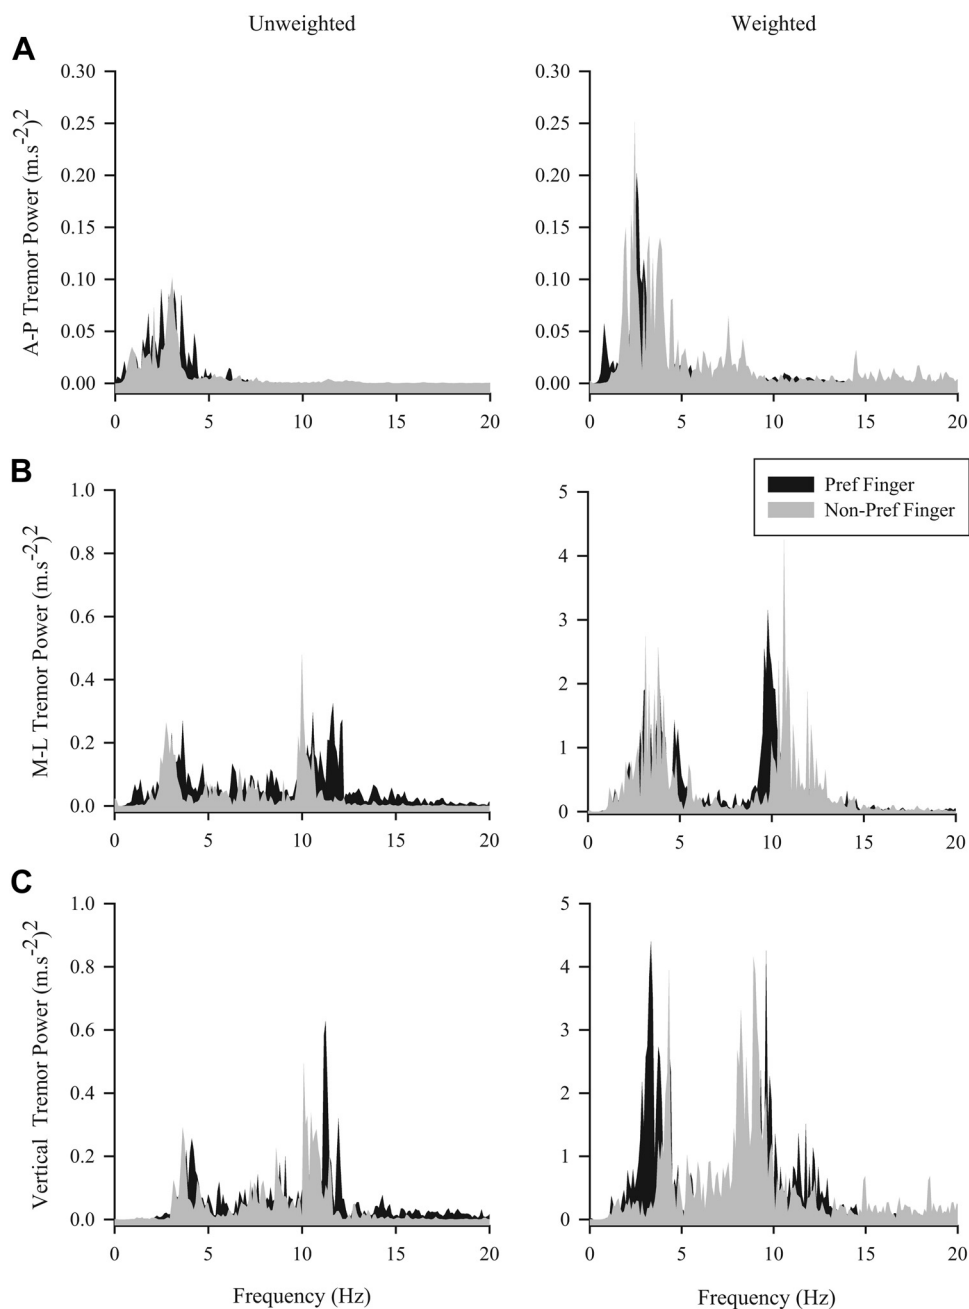 Unweighted
Weighted
A
A-P Tremor Power (m.s-2)2
0.30
0.25
0.20
0.15
0.10
0.05
0.00
0 5 10 15 20
0.30
0.25
0.20
0.15
0.10
0.05
0.00
0 5 10 15 20
B
M-L Tremor Power (m.s-2)2
1.0
0.8
0.6
0.4
0.2
0.0
0 5 10 15 20
Pref Finger
Non-Pref Finger
5
4
3
2
1
0
0 5 10 15 20
C
Vertical Tremor Power (m.s-2)2
1.0
0.8
0.6
0.4
0.2
0.0
0 5 10 15 20
Frequency (Hz)
5
4
3
2
1
0
0 5 10 15 20
Frequency (Hz)